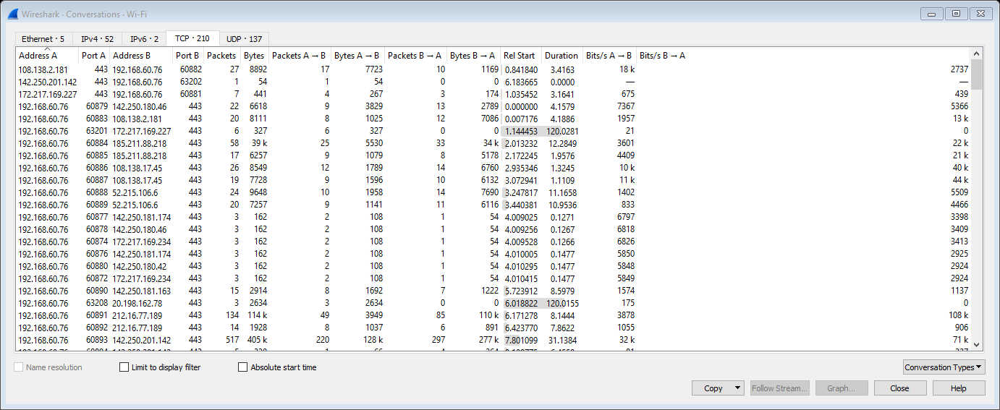 Wireshark · Conversations · Wi-Fi
Ethernet · 5 IPv4 · 52 IPv6 · 2 TCP · 210 UDP · 137
Address A Port A Address B Port B Packets Bytes Packets A → B Bytes A → B Packets B → A Bytes B → A Rel Start Duration Bits/s A → B Bits/s B → A
108.138.2.181 443 192.168.60.76 60882 27 8892 17 7723 10 1169 0.841840 3.4163 18 k 2737
142.250.201.142 443 192.168.60.76 63202 1 54 1 54 0 0 6.183665 0.0000 — —
172.217.169.227 443 192.168.60.76 60881 7 441 4 267 3 174 1.035452 3.1641 675 439
192.168.60.76 60879 142.250.180.46 443 22 6618 9 3829 13 2789 0.000000 4.1579 7367 5366
192.168.60.76 60883 108.138.2.181 443 20 8111 8 1025 12 7086 0.007176 4.1886 1957 13 k
192.168.60.76 63201 172.217.169.227 443 6 327 6 327 0 0 1.144453 120.0281 21 0
192.168.60.76 60884 185.211.88.218 443 58 39 k 25 5530 33 34 k 2.013232 12.2849 3601 22 k
192.168.60.76 60885 185.211.88.218 443 17 6257 9 1079 8 5178 2.172245 1.9576 4409 21 k
192.168.60.76 60886 108.138.17.45 443 26 8549 12 1789 14 6760 2.935346 1.3245 10 k 40 k
192.168.60.76 60887 108.138.17.45 443 19 7728 9 1596 10 6132 3.072941 1.1109 11 k 44 k
192.168.60.76 60888 52.215.106.6 443 24 9648 10 1958 14 7690 3.247817 11.1658 1402 5509
192.168.60.76 60889 52.215.106.6 443 20 7257 9 1141 11 6116 3.440381 10.9536 833 4466
192.168.60.76 60877 142.250.181.174 443 3 162 2 108 1 54 4.009025 0.1271 6797 3398
192.168.60.76 60878 142.250.180.46 443 3 162 2 108 1 54 4.009256 0.1267 6818 3409
192.168.60.76 60874 172.217.169.234 443 3 162 2 108 1 54 4.009528 0.1266 6826 3413
192.168.60.76 60875 142.250.181.174 443 3 162 2 108 1 54 4.010005 0.1477 5850 2925
192.168.60.76 60880 142.250.180.42 443 3 162 2 108 1 54 4.010295 0.1477 5848 2924
192.168.60.76 60872 172.217.169.234 443 3 162 2 108 1 54 4.010415 0.1477 5849 2924
192.168.60.76 60890 142.250.181.163 443 15 2914 8 1692 7 1222 5.723912 8.5979 1574 1137
192.168.60.76 63208 20.198.162.78 443 3 2634 3 2634 0 0 6.018822 120.0155 175 0
192.168.60.76 60891 212.16.77.189 443 134 114 k 49 3949 85 110 k 6.171278 8.1444 3878 108 k
192.168.60.76 60892 212.16.77.189 443 14 1928 8 1037 6 891 6.423770 7.8622 1055 906
192.168.60.76 60893 142.250.201.142 443 517 405 k 220 128 k 297 277 k 7.801099 31.1384 32 k 71 k
Name resolution Limit to display filter Absolute start time Conversation Types
Copy Follow Stream... Graph... Close Help